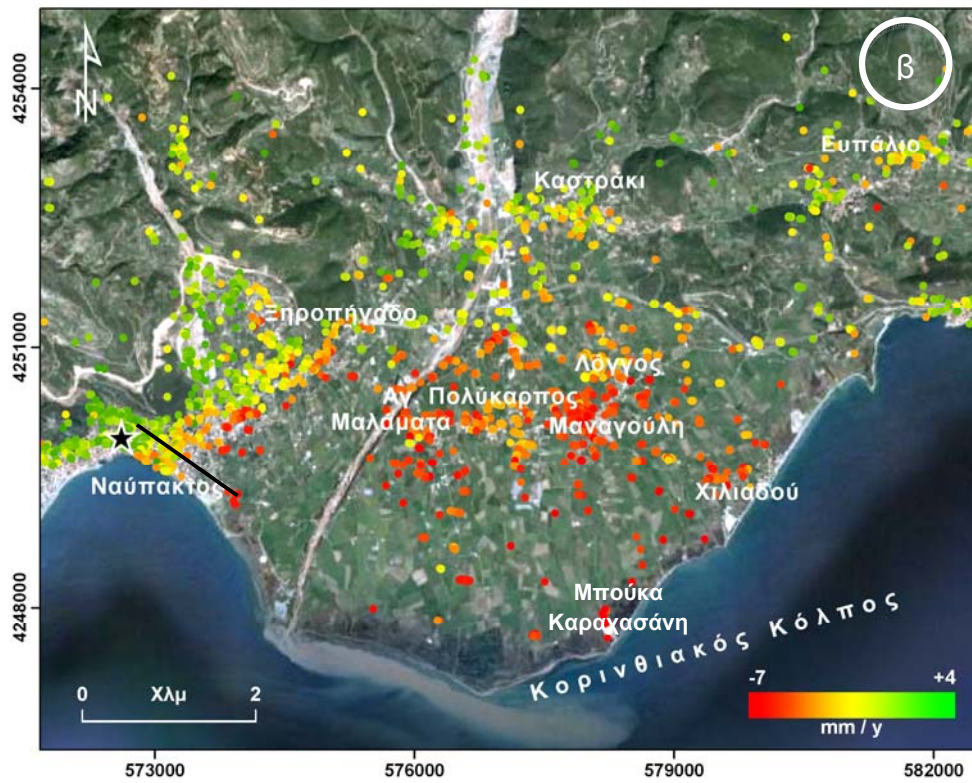 N
β
4254000
Ευπάλιο
Καστράκι
Ξηροπήγαδο
4251000
Λόγγος
Αγ Πολύκαρπος
Μαλάματα
Μαναγούλη
Ναύπακτος
Χιλιαδού
4248000
Μπούκα
Καραχασάνη
Κορινθιακός Κόλπος
0 Χλμ 2
-7 +4
mm / y
573000 576000 579000 582000